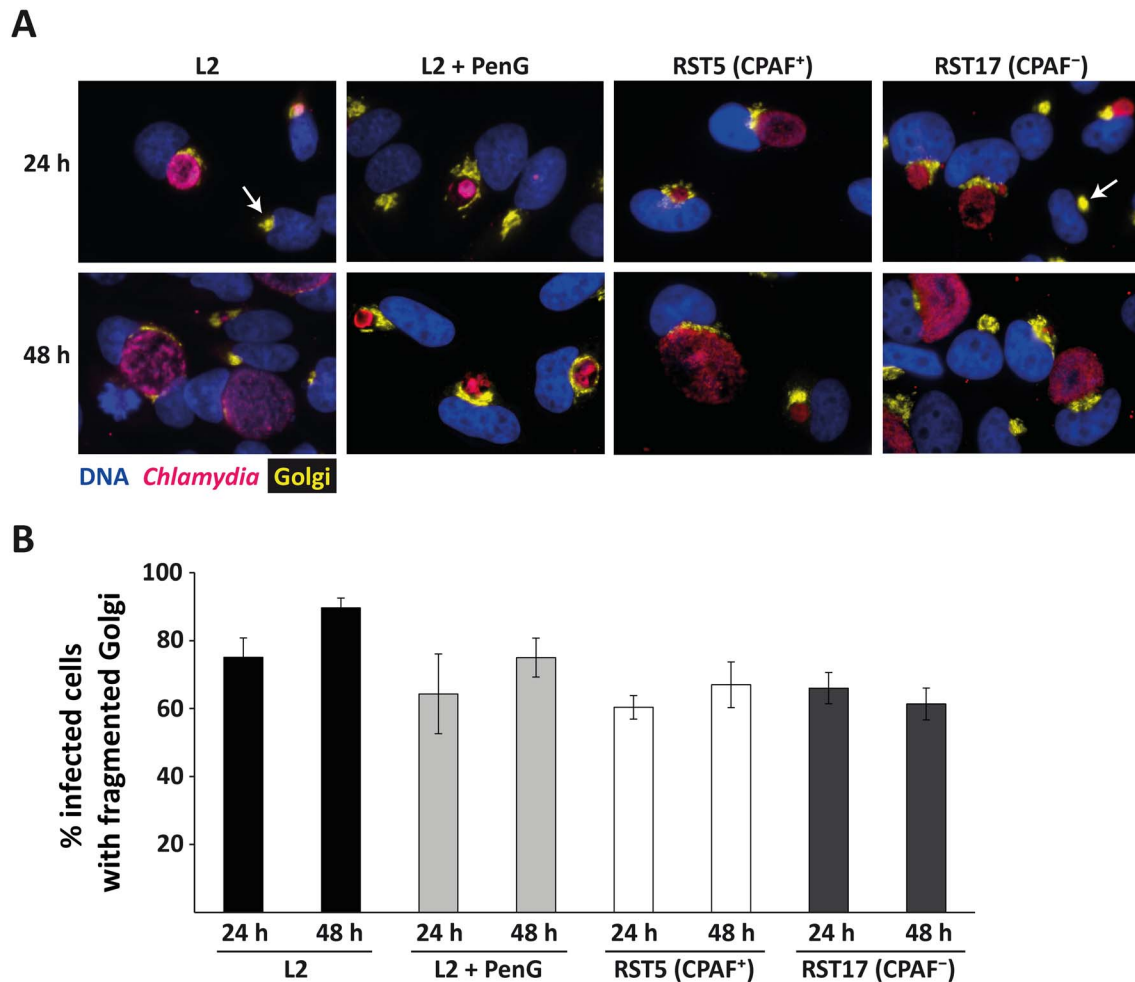 A
L2 L2 + PenG RST5 (CPAF⁺) RST17 (CPAF⁻)
24 h
48 h
DNA Chlamydia Golgi
B
% infected cells
with fragmented Golgi
100
80
60
40
20
24 h 48 h 24 h 48 h 24 h 48 h 24 h 48 h
L2 L2 + PenG RST5 (CPAF⁺) RST17 (CPAF⁻)